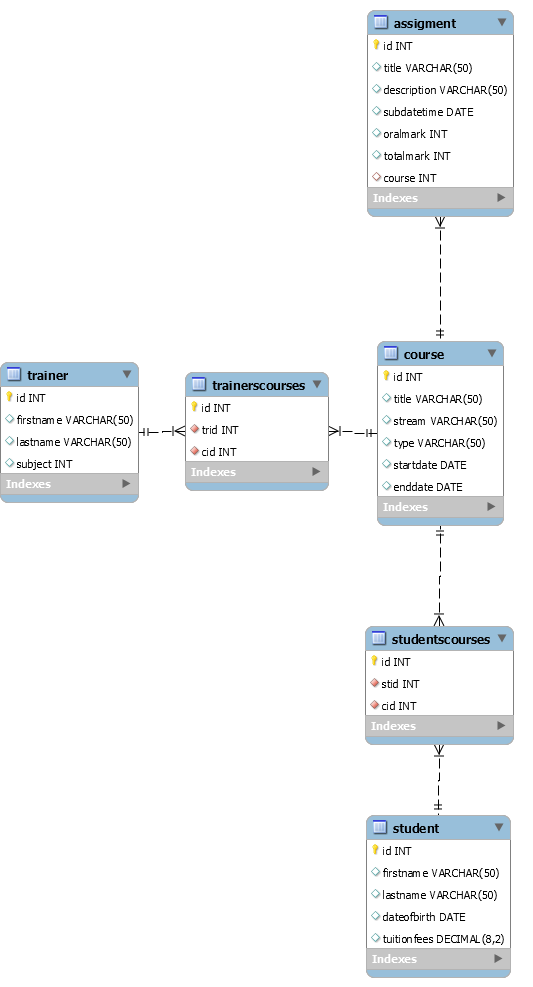 assigment
id INT
title VARCHAR(50)
description VARCHAR(50)
subdatetime DATE
oralmark INT
totalmark INT
course INT
Indexes
trainer
id INT
firstname VARCHAR(50)
lastname VARCHAR(50)
subject INT
Indexes
trainerscourses
id INT
trid INT
cid INT
Indexes
course
id INT
title VARCHAR(50)
stream VARCHAR(50)
type VARCHAR(50)
startdate DATE
enddate DATE
Indexes
studentscourses
id INT
stid INT
cid INT
Indexes
student
id INT
firstname VARCHAR(50)
lastname VARCHAR(50)
dateofbirth DATE
tuitionfees DECIMAL(8,2)
Indexes